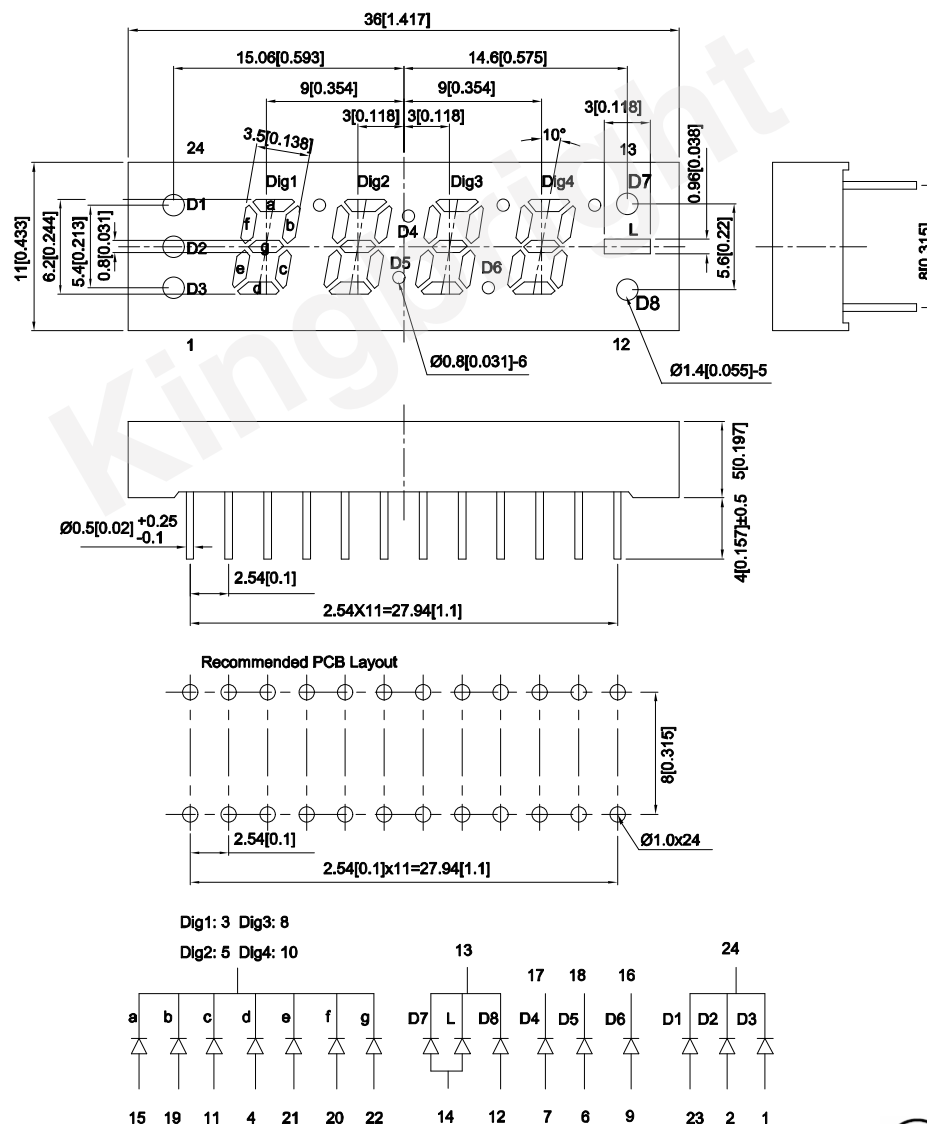 36[1.417]
15.06[0.593]
14.6[0.575]
9[0.354]
9[0.354]
3[0.118]
3[0.118]
3[0.118]
3.5[0.138]
10°
24
13
0.96[0.038]
Dig1
Dig2
Dig3
Dig4
D7
D1
a
D4
L
f
b
11[0.433]
6.2[0.244]
5.4[0.213]
0.8[0.031]
D2
g
5.6[0.22]
8[0.315]
e
c
D5
D6
D3
d
D8
1
12
Ø0.8[0.031]-6
Ø1.4[0.055]-5
Kingbright
5[0.197]
4[0.157]±0.5
Ø0.5[0.02] +0.25
-0.1
2.54[0.1]
2.54X11=27.94[1.1]
Recommended PCB Layout
8[0.315]
2.54[0.1]
Ø1.0x24
2.54[0.1]x11=27.94[1.1]
Dig1: 3 Dig3: 8
Dig2: 5 Dig4: 10
13
24
17 18 16
a b c d e f g D7 L D8 D4 D5 D6 D1 D2 D3
15 19 11 4 21 20 22 14 12 7 6 9 23 2 1